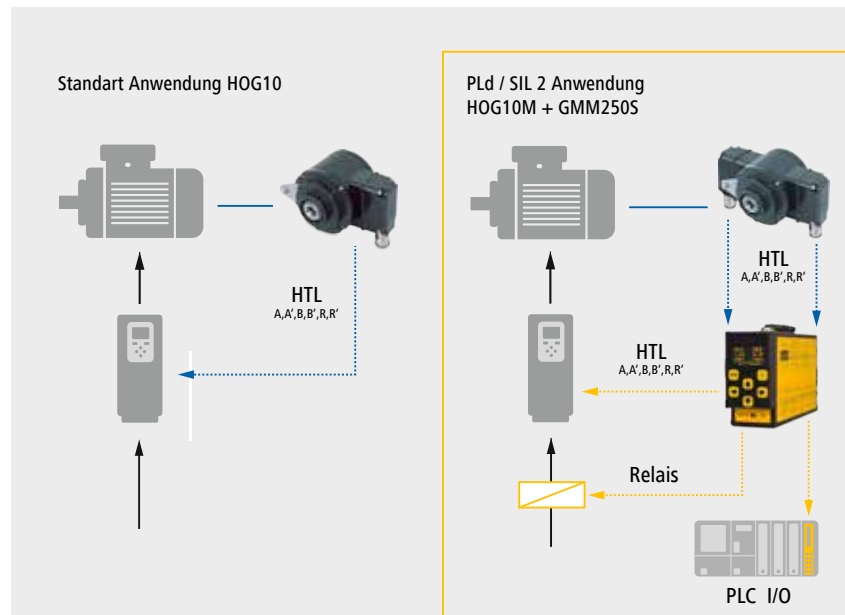 Standart Anwendung HOG10
HTL
A,A‘,B,B‘,R,R‘
PLd / SIL 2 Anwendung
HOG10M + GMM250S
HTL
A,A‘,B,B‘,R,R‘
HTL
A,A‘,B,B‘,R,R‘
Relais
PLC I/O